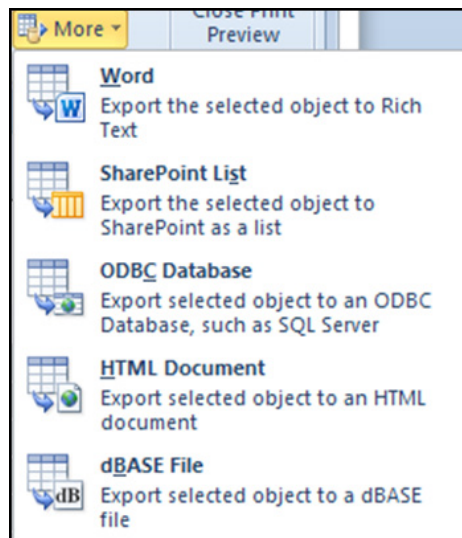 Close Print
More
Preview
Word
Export the selected object to Rich
Text
SharePoint List
Export the selected object to
SharePoint as a list
ODBC Database
Export selected object to an ODBC
Database, such as SQL Server
HTML Document
Export selected object to an HTML
document
dBASE File
dB
Export selected object to a dBASE
file